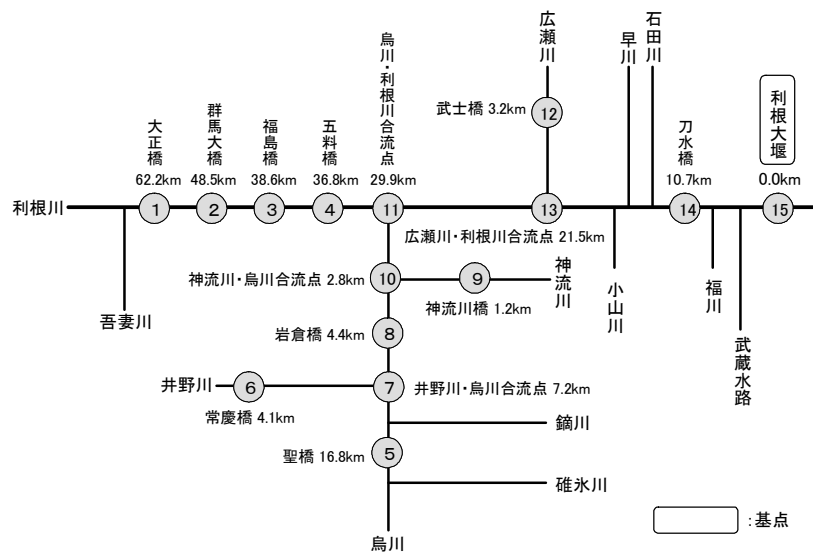 広瀬川
早川
石田川
烏川・利根川合流点
29.9km
武士橋 3.2km
12
大正橋
62.2km
群馬大橋
48.5km
福島橋
38.6km
五料橋
36.8km
刀水橋
10.7km
利根大堰
0.0km
利根川
1
2
3
4
11
13
14
15
広瀬川・利根川合流点 21.5km
神流川・烏川合流点 2.8km
10
9
神流川橋 1.2km
神流川
小山川
福川
武蔵水路
吾妻川
岩倉橋 4.4km
8
井野川
6
常慶橋 4.1km
7
井野川・烏川合流点 7.2km
鏑川
聖橋 16.8km
5
碓氷川
烏川
：基点